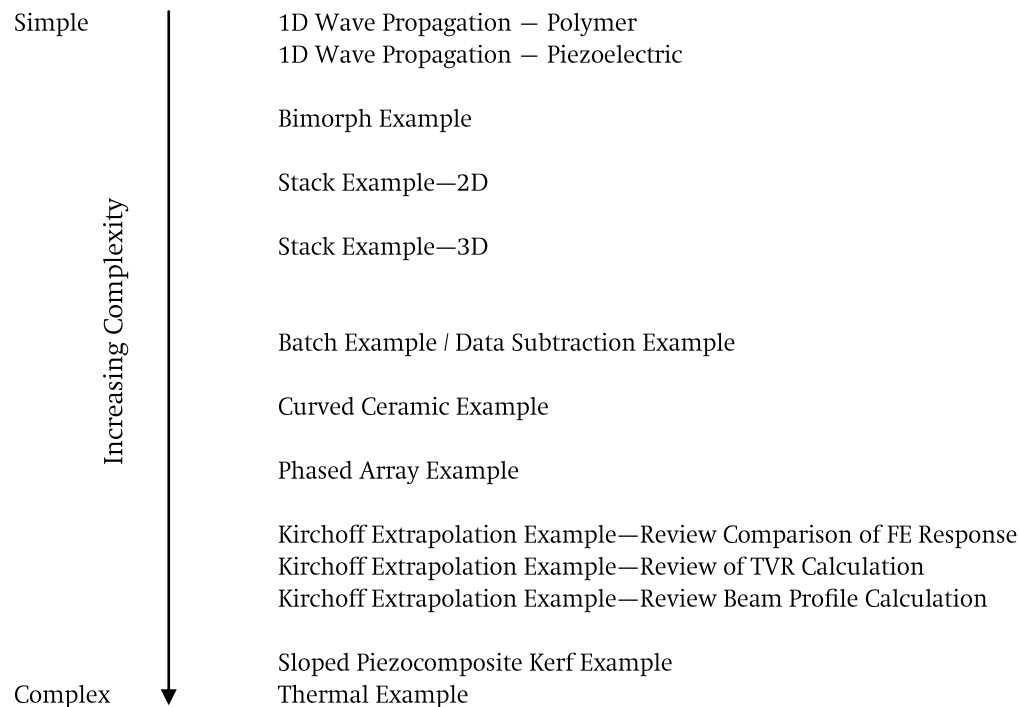 Simple
1D Wave Propagation — Polymer
1D Wave Propagation — Piezoelectric
Bimorph Example
Stack Example—2D
Stack Example—3D
Increasing Complexity
Batch Example / Data Subtraction Example
Curved Ceramic Example
Phased Array Example
Kirchoff Extrapolation Example—Review Comparison of FE Response
Kirchoff Extrapolation Example—Review of TVR Calculation
Kirchoff Extrapolation Example—Review Beam Profile Calculation
Sloped Piezocomposite Kerf Example
Complex
Thermal Example